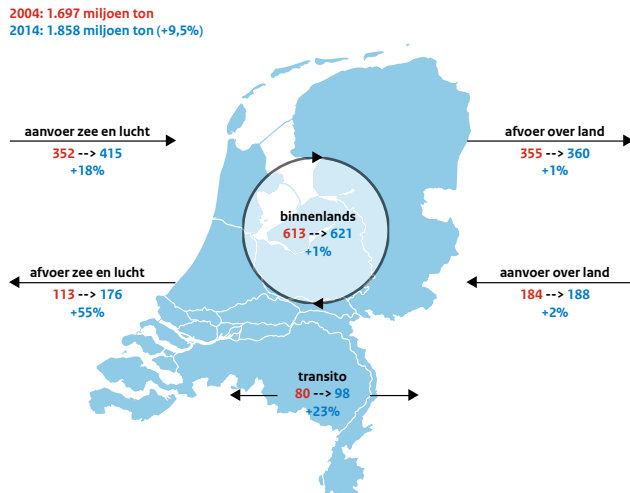 2004: 1.697 miljoen ton
2014: 1.858 miljoen ton (+9,5%)
aanvoer zee en lucht
352 --> 415
+18%
afvoer over land
355 --> 360
+1%
binnenlands
613 --> 621
+1%
afvoer zee en lucht
113 --> 176
+55%
aanvoer over land
184 --> 188
+2%
transito
80 --> 98
+23%